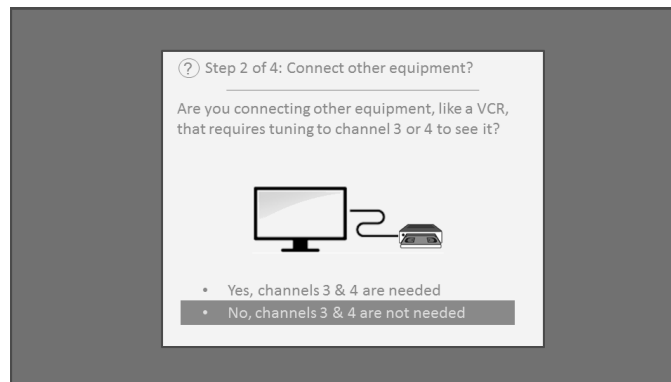 ? Step 2 of 4: Connect other equipment?
Are you connecting other equipment, like a VCR,
that requires tuning to channel 3 or 4 to see it?
• Yes, channels 3 & 4 are needed
• No, channels 3 & 4 are not needed